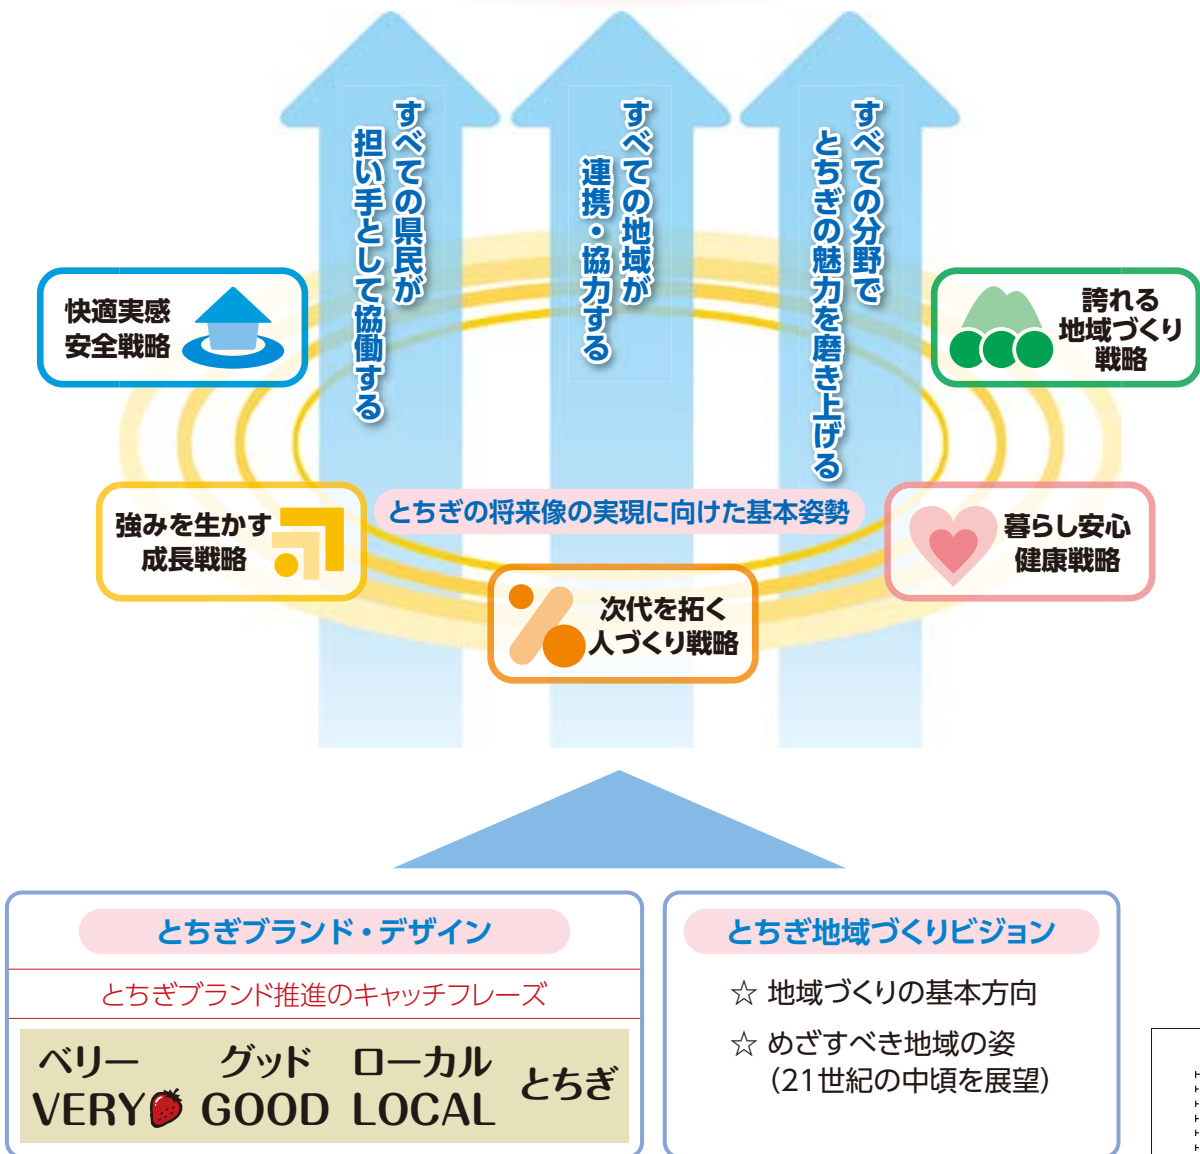 すべての県民が
担い手として協働する
すべての地域が
連携・協力する
すべての分野で
とちぎの魅力を磨き上げる
快適実感
安全戦略
誇れる
地域づくり
戦略
強みを生かす
成長戦略
とちぎの将来像の実現に向けた基本姿勢
暮らし安心
健康戦略
次代を拓く
人づくり戦略
とちぎブランド・デザイン
とちぎブランド推進のキャッチフレーズ
ベリー グッド ローカル
VERY GOOD LOCAL とちぎ
とちぎ地域づくりビジョン
☆ 地域づくりの基本方向
☆ めざすべき地域の姿
（21世紀の中頃を展望）